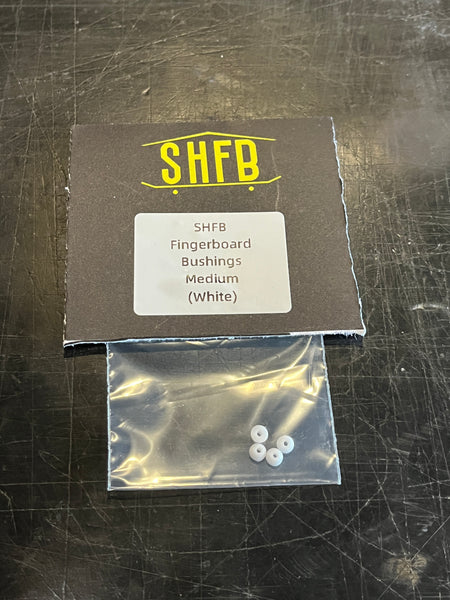 SHFB
SHFB
Fingerboard
Bushings
Medium
(White)